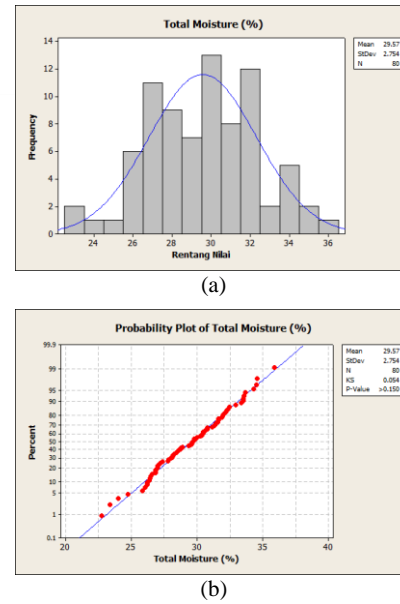 Total Moisture (%)
Mean 29.57
StDev 2.754
N 80
14
12
10
8
6
4
2
0
Frequency
24 26 28 30 32 34 36
Rentang Nilai
(a)
Probability Plot of Total Moisture (%)
Mean 29.57
StDev 2.754
N 80
KS 0.054
P-Value >0.150
99.9
99
95
90
80
70
60
50
40
30
20
10
5
1
0.1
Percent
20 25 30 35 40
Total Moisture (%)
(b)